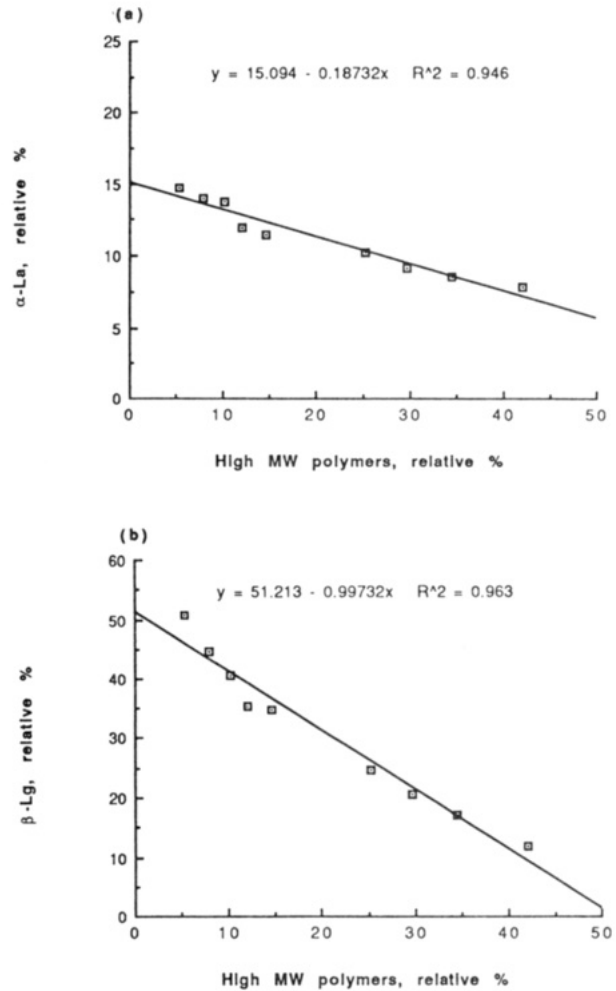 (a)
y = 15.094 - 0.18732x R^2 = 0.946
25
20
15
10
5
0
α-La, relative %
0 10 20 30 40 50
High MW polymers, relative %
(b)
y = 51.213 - 0.99732x R^2 = 0.963
60
50
40
30
20
10
0
β-Lg, relative %
0 10 20 30 40 50
High MW polymers, relative %